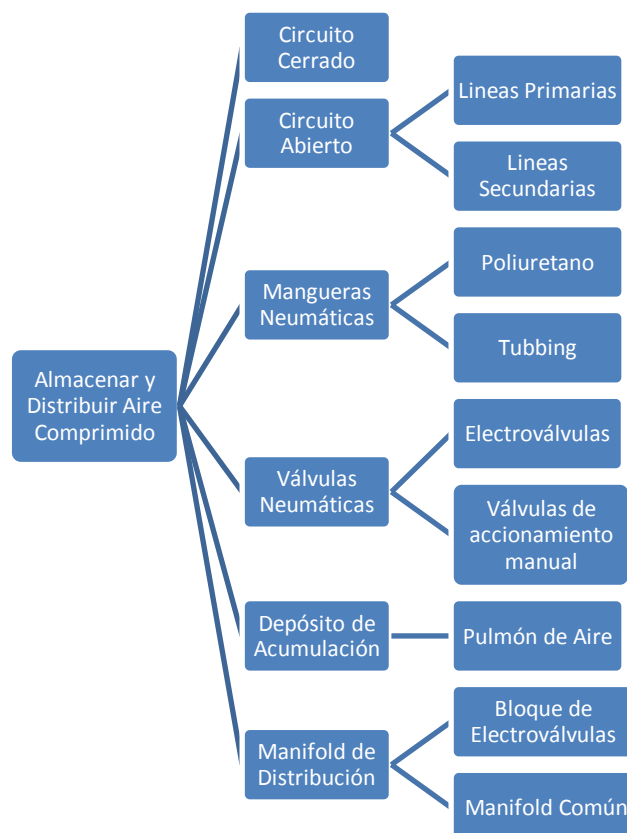 Circuito
Cerrado
Circuito
Abierto
Lineas Primarias
Lineas
Secundarias
Mangueras
Neumáticas
Poliuretano
Tubbing
Almacenar y
Distribuir Aire
Comprimido
Válvulas
Neumáticas
Electroválvulas
Válvulas de
accionamiento
manual
Depósito de
Acumulación
Pulmón de Aire
Manifold de
Distribución
Bloque de
Electroválvulas
Manifold Común